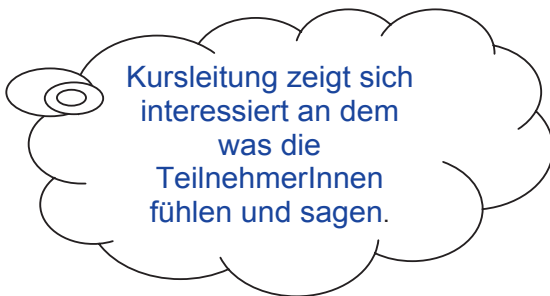 Kursleitung zeigt sich
interessiert an dem
was die
TeilnehmerInnen
fühlen und sagen.